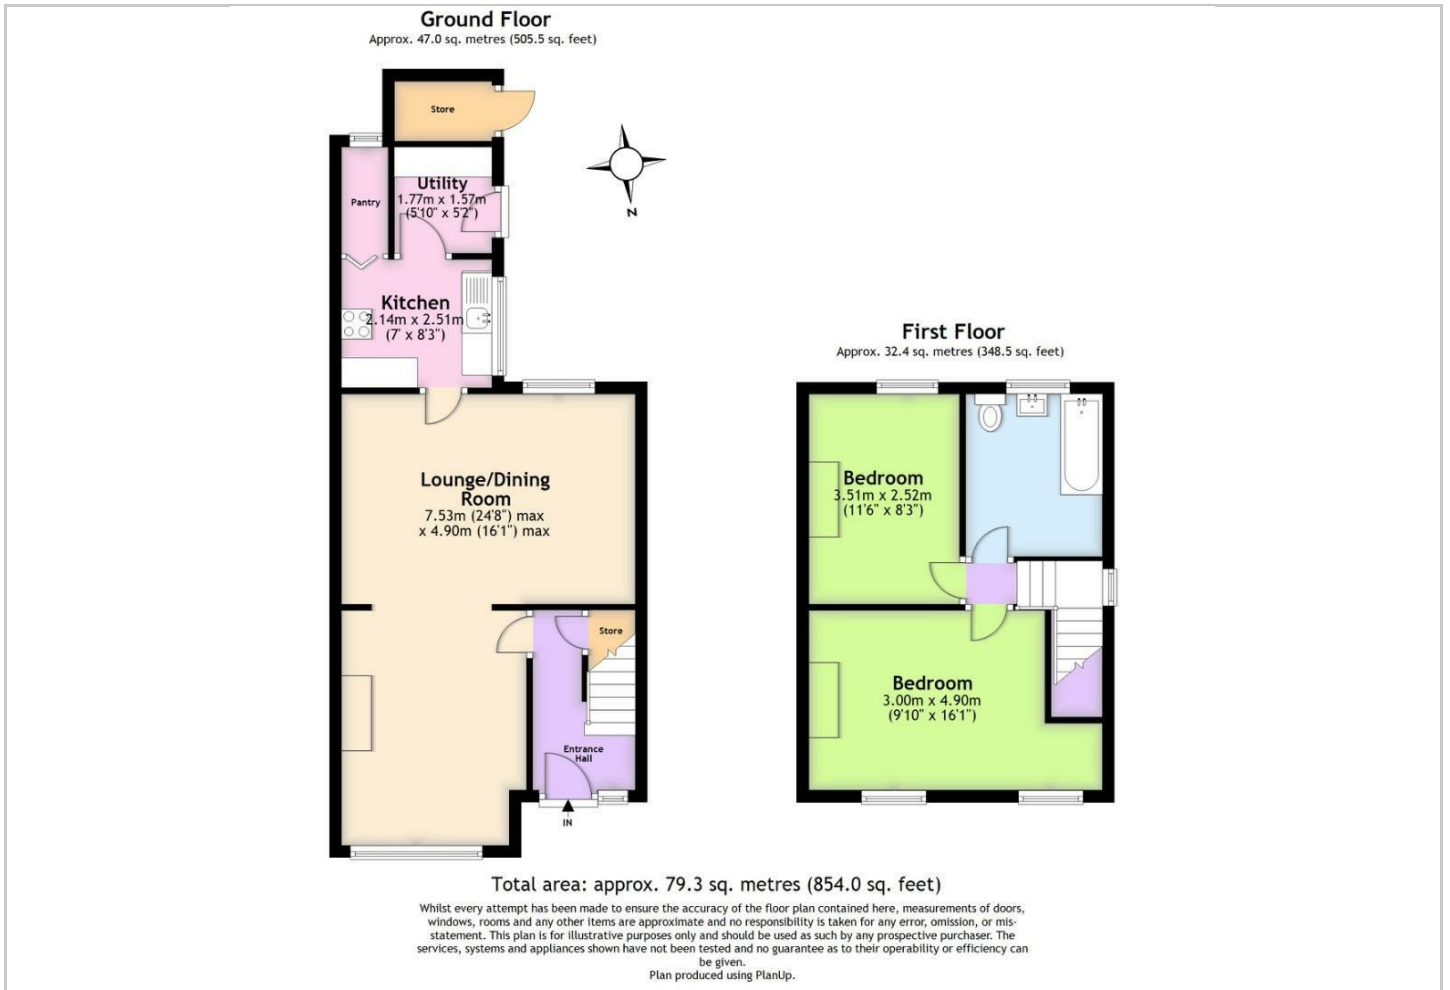 Ground Floor
Approx. 47.0 sq. metres (505.5 sq. feet)
Store
Utility
1.77m x 1.57m
(5'10" x 5'2")
Pantry
N
Kitchen
2.14m x 2.51m
(7' x 8'3")
Lounge/Dining
Room
7.53m (24'8") max
x 4.90m (16'1") max
Store
Entrance
Hall
IN
First Floor
Approx. 32.4 sq. metres (348.5 sq. feet)
Bedroom
3.51m x 2.52m
(11'6" x 8'3")
Bedroom
3.00m x 4.90m
(9'10" x 16'1")
Total area: approx. 79.3 sq. metres (854.0 sq. feet)
Whilst every attempt has been made to ensure the accuracy of the floor plan contained here, measurements of doors,
windows, rooms and any other items are approximate and no responsibility is taken for any error, omission, or mis-
statement. This plan is for illustrative purposes only and should be used as such by any prospective purchaser. The
services, systems and appliances shown have not been tested and no guarantee as to their operability or efficiency can
be given.
Plan produced using PlanUp.